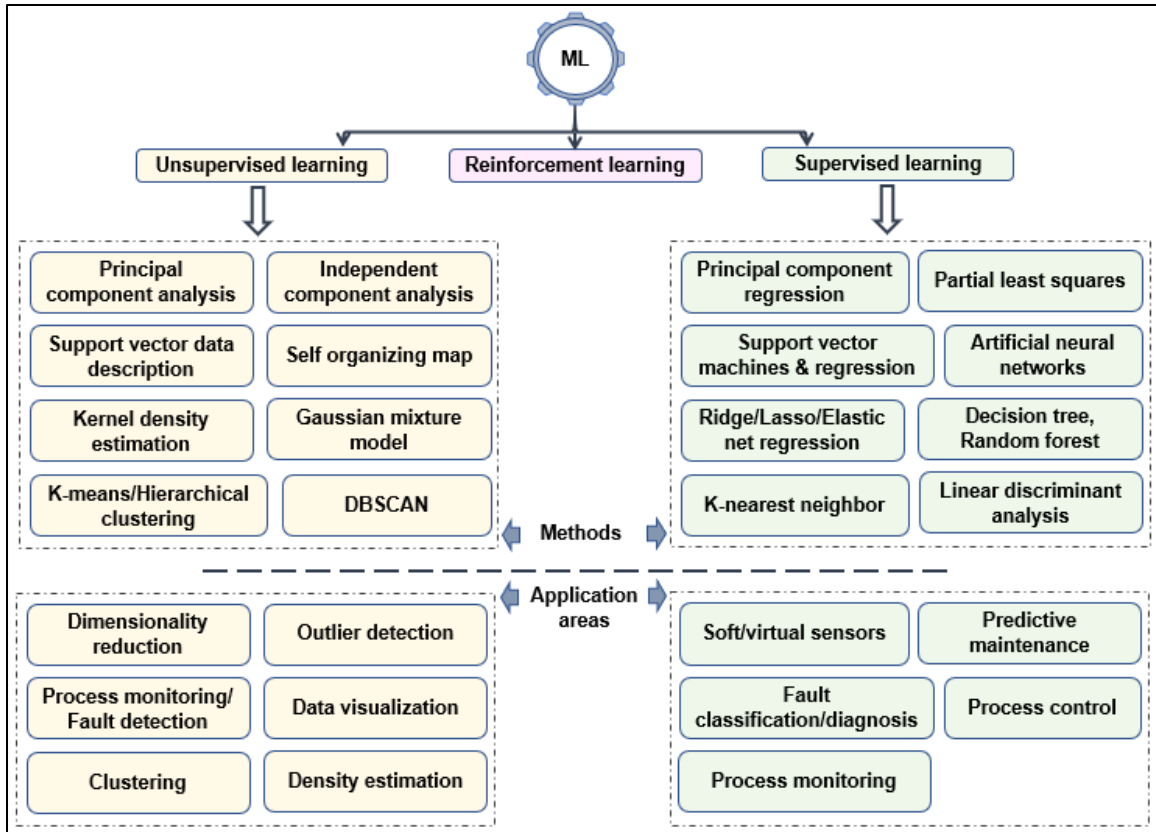 ML
Unsupervised learning
Reinforcement learning
Supervised learning
Principal
component analysis
Independent
component analysis
Support vector data
description
Self organizing map
Kernel density
estimation
Gaussian mixture
model
K-means/Hierarchical
clustering
DBSCAN
Principal component
regression
Partial least squares
Support vector
machines & regression
Artificial neural
networks
Ridge/Lasso/Elastic
net regression
Decision tree,
Random forest
K-nearest neighbor
Linear discriminant
analysis
Methods
Application
areas
Dimensionality
reduction
Outlier detection
Process monitoring/
Fault detection
Data visualization
Clustering
Density estimation
Soft/virtual sensors
Predictive
maintenance
Fault
classification/diagnosis
Process control
Process monitoring